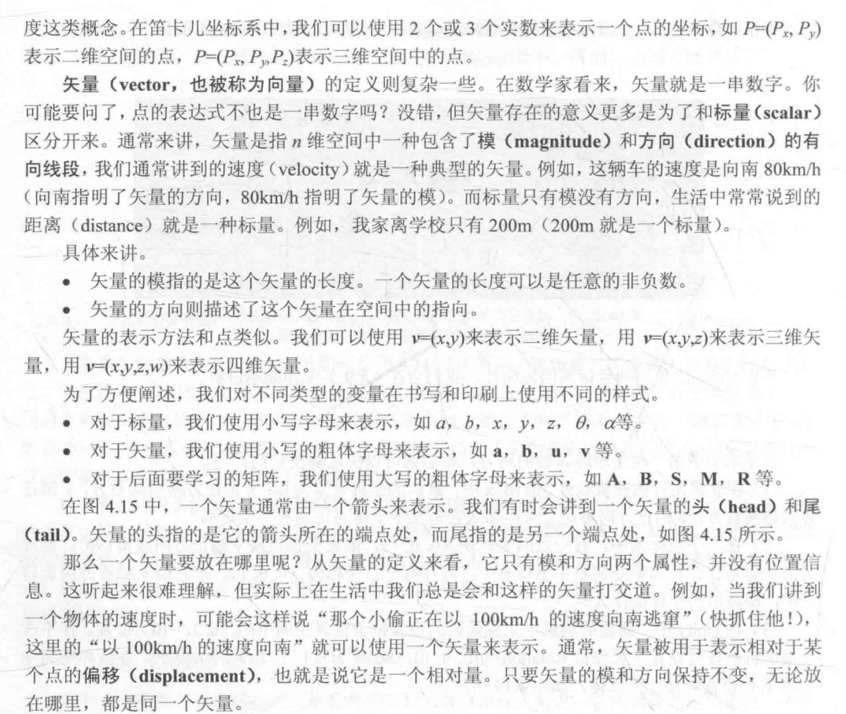 度这类概念。在笛卡儿坐标系中,我们可以使用 2 个或 3 个实数来表示一个点的坐标,如 P=(Px, Py)
表示二维空间的点,P=(Px, Py,Pz)表示三维空间中的点。
矢量(vector,也被称为向量)的定义则复杂一些。在数学家看来,矢量就是一串数字。你
可能要问了,点的表达式不也是一串数字吗?没错,但矢量存在的意义更多是为了和标量(scalar)
区分开来。通常来讲,矢量是指 n 维空间中一种包含了模(magnitude)和方向(direction)的有
向线段,我们通常讲到的速度(velocity)就是一种典型的矢量。例如,这辆车的速度是向南 80km/h
(向南指明了矢量的方向,80km/h 指明了矢量的模)。而标量只有模没有方向,生活中常常说到的
距离(distance)就是一种标量。例如,我家离学校只有 200m(200m 就是一个标量)。
具体来讲。
• 矢量的模指的是这个矢量的长度。一个矢量的长度可以是任意的非负数。
• 矢量的方向则描述了这个矢量在空间中的指向。
矢量的表示方法和点类似。我们可以使用 v=(x,y)来表示二维矢量,用 v=(x,y,z)来表示三维矢
量,用 v=(x,y,z,w)来表示四维矢量。
为了方便阐述,我们对不同类型的变量在书写和印刷上使用不同的样式。
• 对于标量,我们使用小写字母来表示,如 a,b,x,y,z,θ,α等。
• 对于矢量,我们使用小写的粗体字母来表示,如 a,b,u,v 等。
• 对于后面要学习的矩阵,我们使用大写的粗体字母来表示,如 A,B,S,M,R 等。
在图 4.15 中,一个矢量通常由一个箭头来表示。我们有时会讲到一个矢量的头(head)和尾
(tail)。矢量的头指的是它的箭头所在的端点处,而尾指的是另一个端点处,如图 4.15 所示。
那么一个矢量要放在哪里呢?从矢量的定义来看,它只有模和方向两个属性,并没有位置信
息。这听起来很难理解,但实际上在生活中我们总是会和这样的矢量打交道。例如,当我们讲到
一个物体的速度时,可能会这样说“那个小偷正在以 100km/h 的速度向南逃窜”(快抓住他!),
这里的“以 100km/h 的速度向南”就可以使用一个矢量来表示。通常,矢量被用于表示相对于某
个点的偏移(displacement),也就是说它是一个相对量。只要矢量的模和方向保持不变,无论放
在哪里,都是同一个矢量。